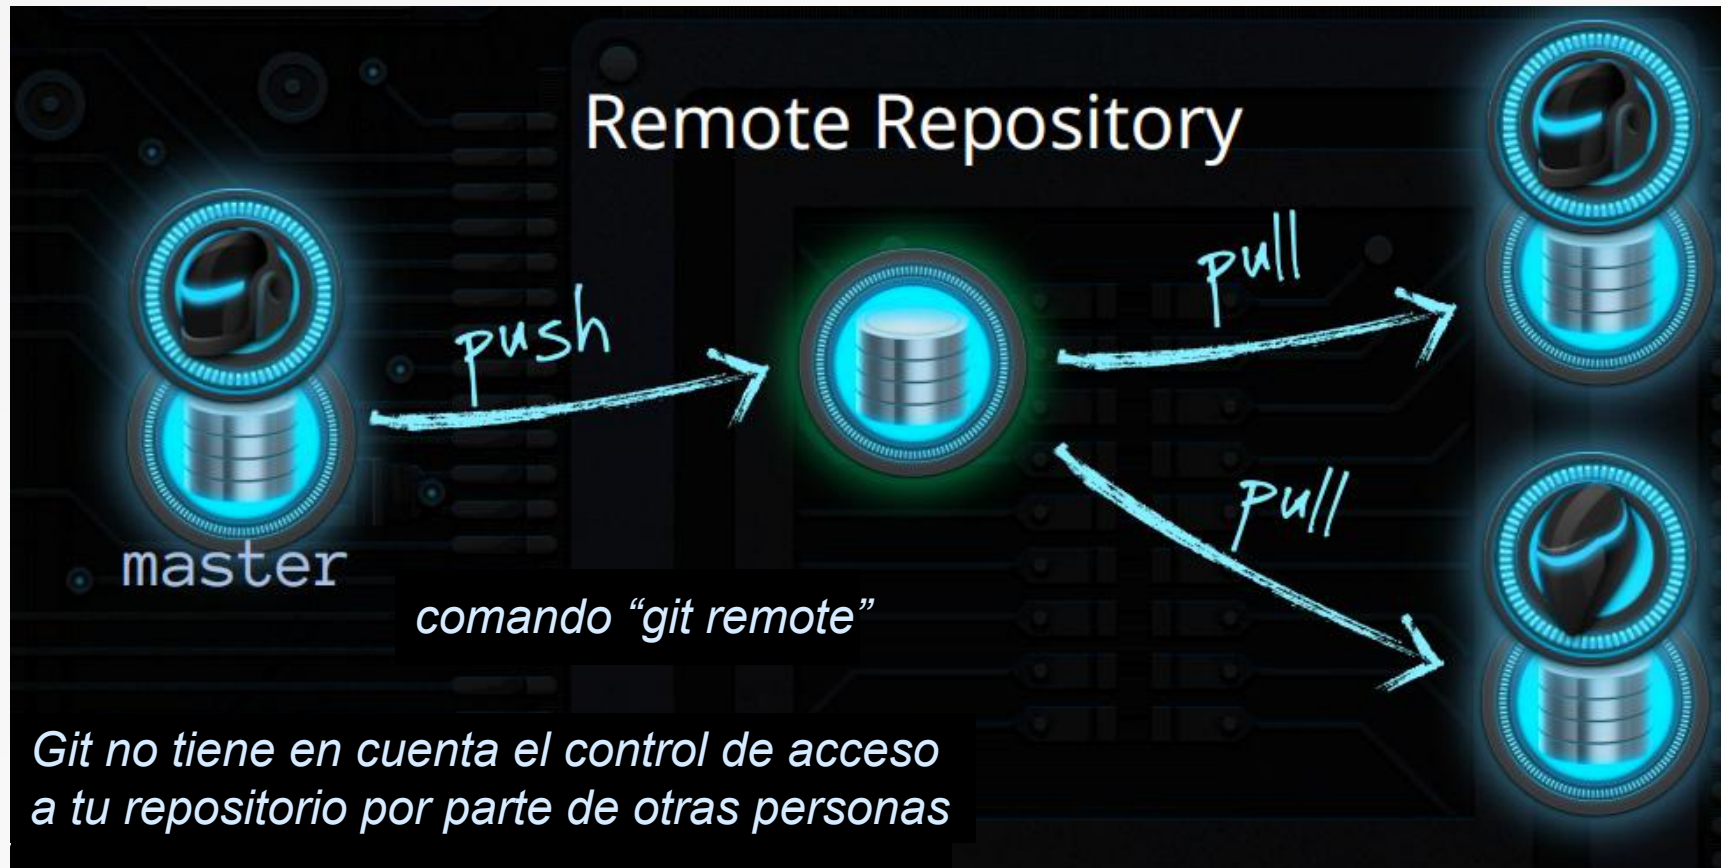 Remote Repository
push
pull
pull
master
comando “git remote”
Git no tiene en cuenta el control de acceso
a tu repositorio por parte de otras personas